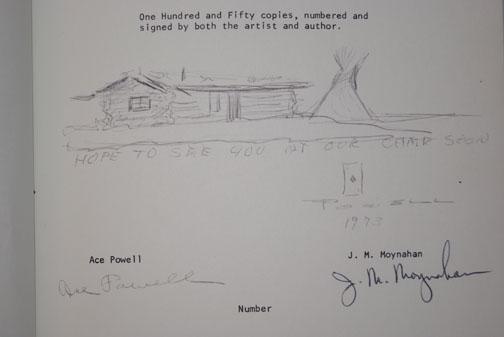 One Hundred and Fifty copies, numbered and
signed by both the artist and author.
HOPE TO SEE YOU AT OUR CAMP SOON
POWELL
1973
Ace Powell
J. M. Moynahan
Ace Powell
J. M. Moynahan
Number